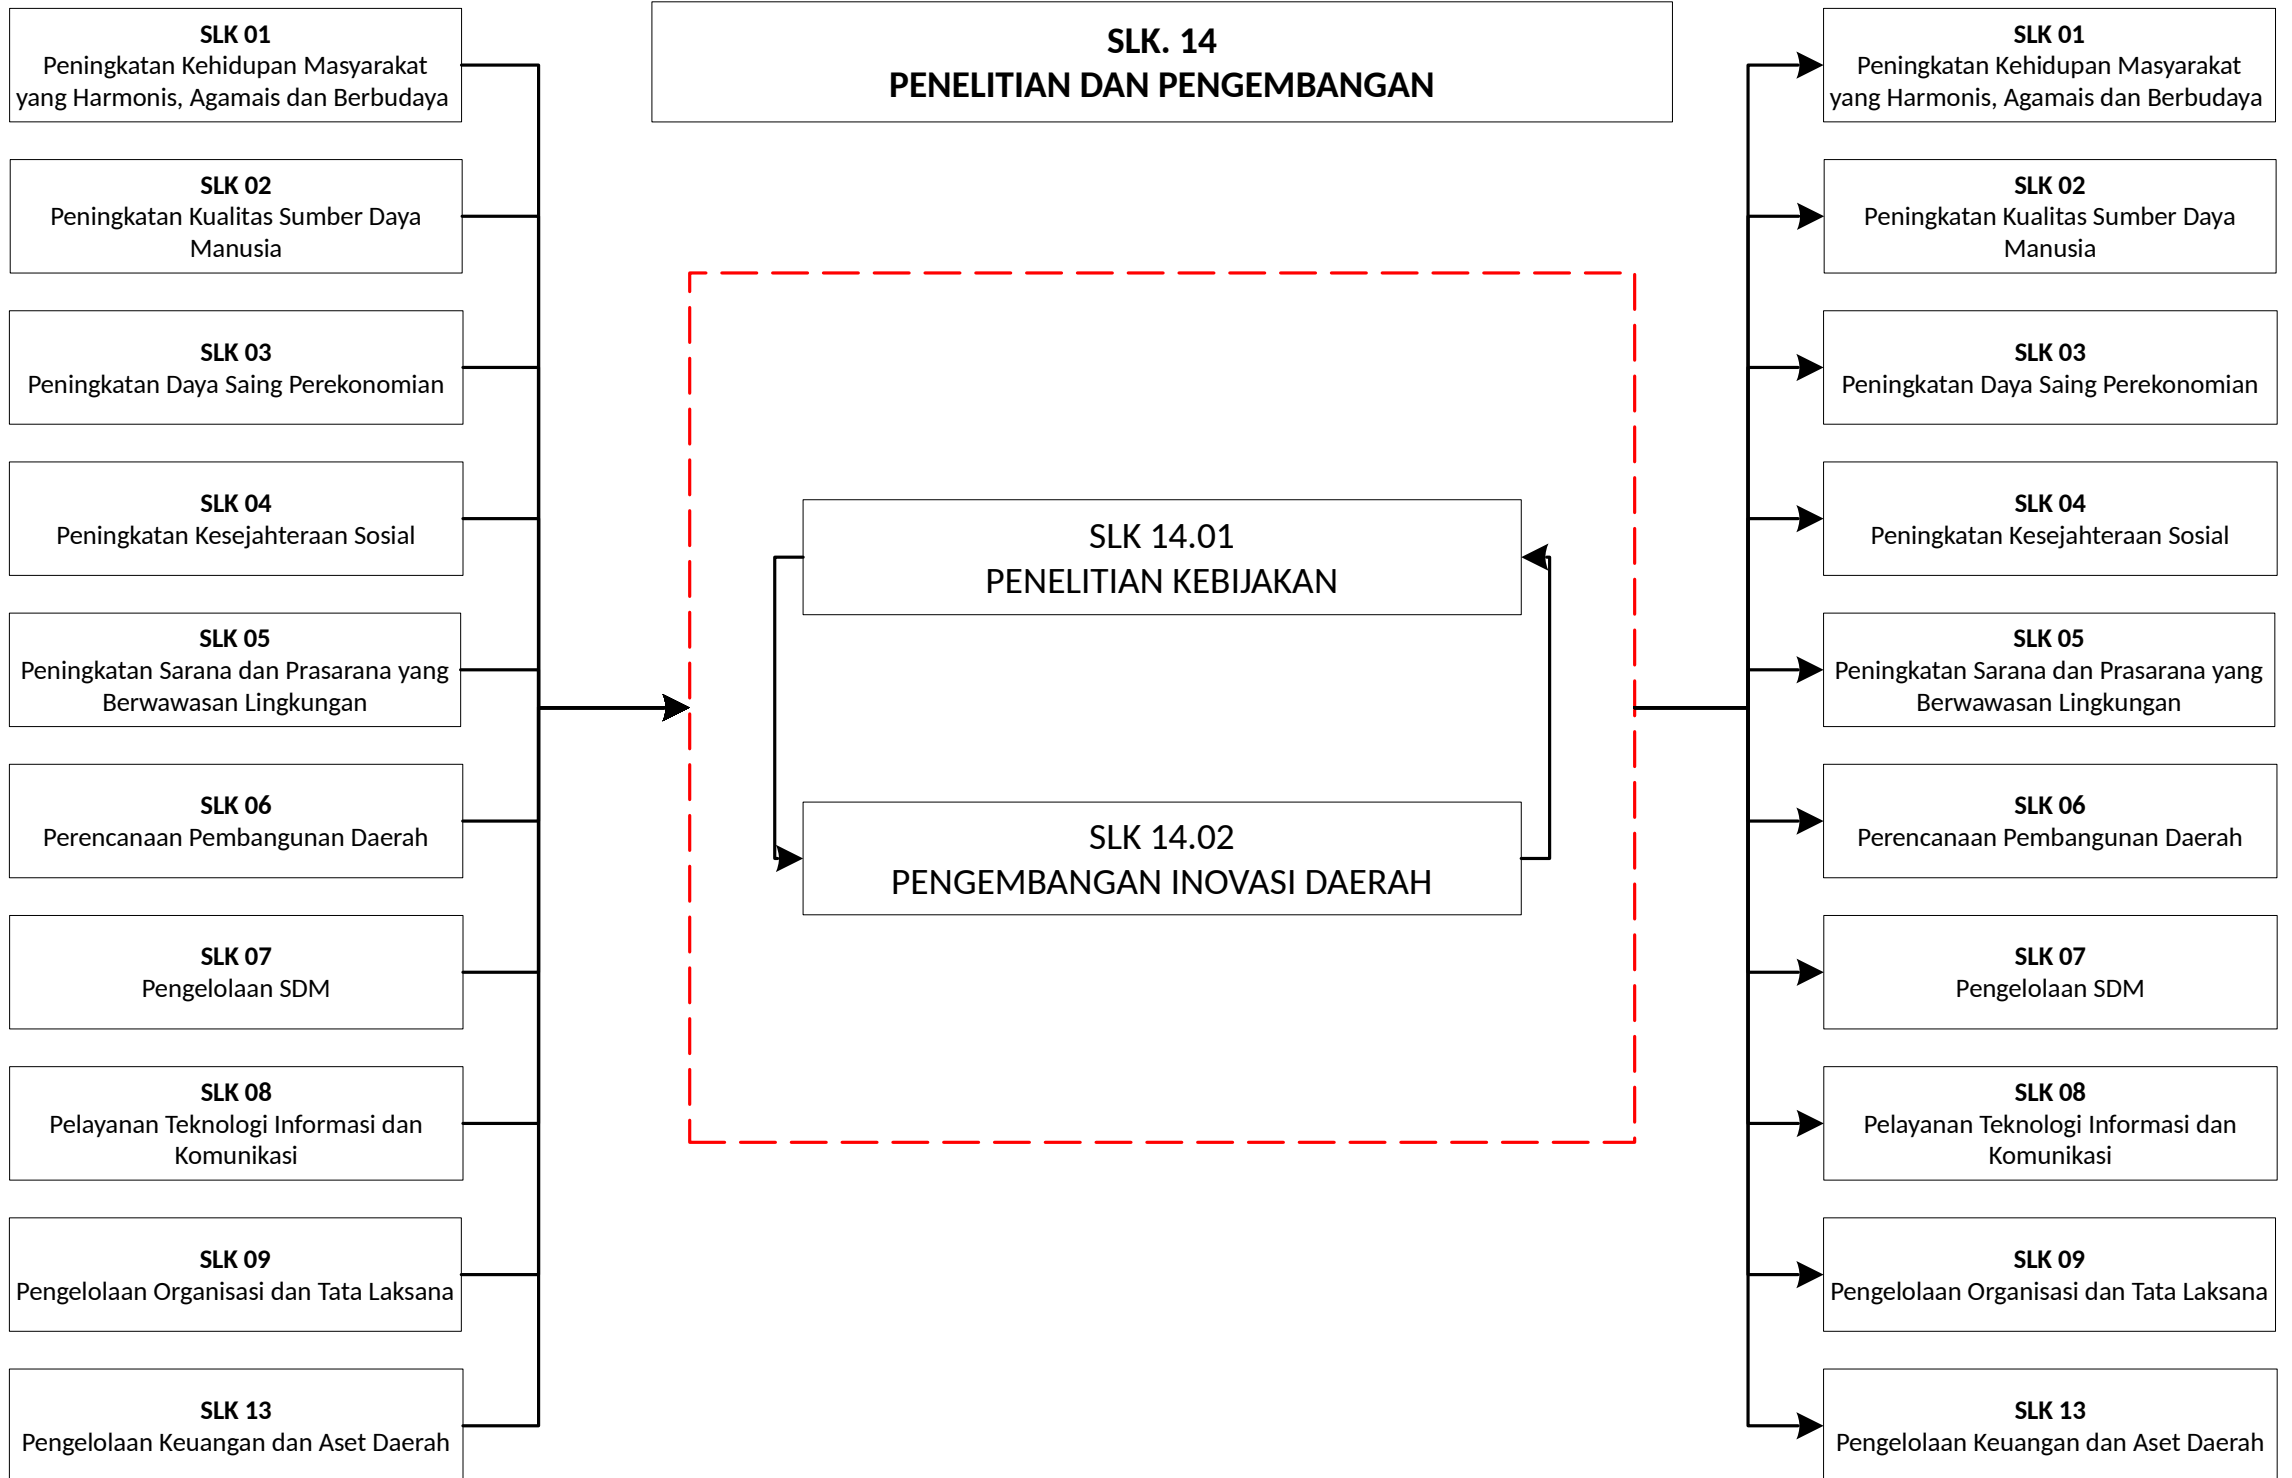 SLK 01
Peningkatan Kehidupan Masyarakat
yang Harmonis, Agamais dan Berbudaya
SLK 02
Peningkatan Kualitas Sumber Daya
Manusia
SLK 03
Peningkatan Daya Saing Perekonomian
SLK 04
Peningkatan Kesejahteraan Sosial
SLK 05
Peningkatan Sarana dan Prasarana yang
Berwawasan Lingkungan
SLK 06
Perencanaan Pembangunan Daerah
SLK 07
Pengelolaan SDM
SLK 08
Pelayanan Teknologi Informasi dan
Komunikasi
SLK 09
Pengelolaan Organisasi dan Tata Laksana
SLK 13
Pengelolaan Keuangan dan Aset Daerah
SLK. 14
PENELITIAN DAN PENGEMBANGAN
SLK 14.01
PENELITIAN KEBIJAKAN
SLK 14.02
PENGEMBANGAN INOVASI DAERAH
SLK 01
Peningkatan Kehidupan Masyarakat
yang Harmonis, Agamais dan Berbudaya
SLK 02
Peningkatan Kualitas Sumber Daya
Manusia
SLK 03
Peningkatan Daya Saing Perekonomian
SLK 04
Peningkatan Kesejahteraan Sosial
SLK 05
Peningkatan Sarana dan Prasarana yang
Berwawasan Lingkungan
SLK 06
Perencanaan Pembangunan Daerah
SLK 07
Pengelolaan SDM
SLK 08
Pelayanan Teknologi Informasi dan
Komunikasi
SLK 09
Pengelolaan Organisasi dan Tata Laksana
SLK 13
Pengelolaan Keuangan dan Aset Daerah